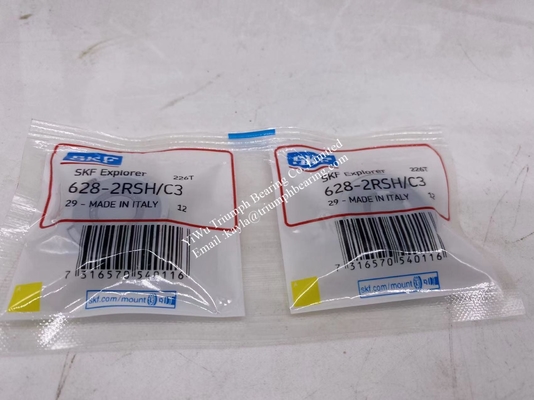 SKF
SKF Explorer 226T
628-2RSH/C3
29 - MADE IN ITALY
12
7 316570 540116
skf.com/mount
SKF
SKF Explorer 226T
628-2RSH/C3
29 - MADE IN ITALY
12
7 316570 540116
skf.com/mount
YiWu Triumph Bearing Co.,Limited
Email :kayla@triumphbearing.com